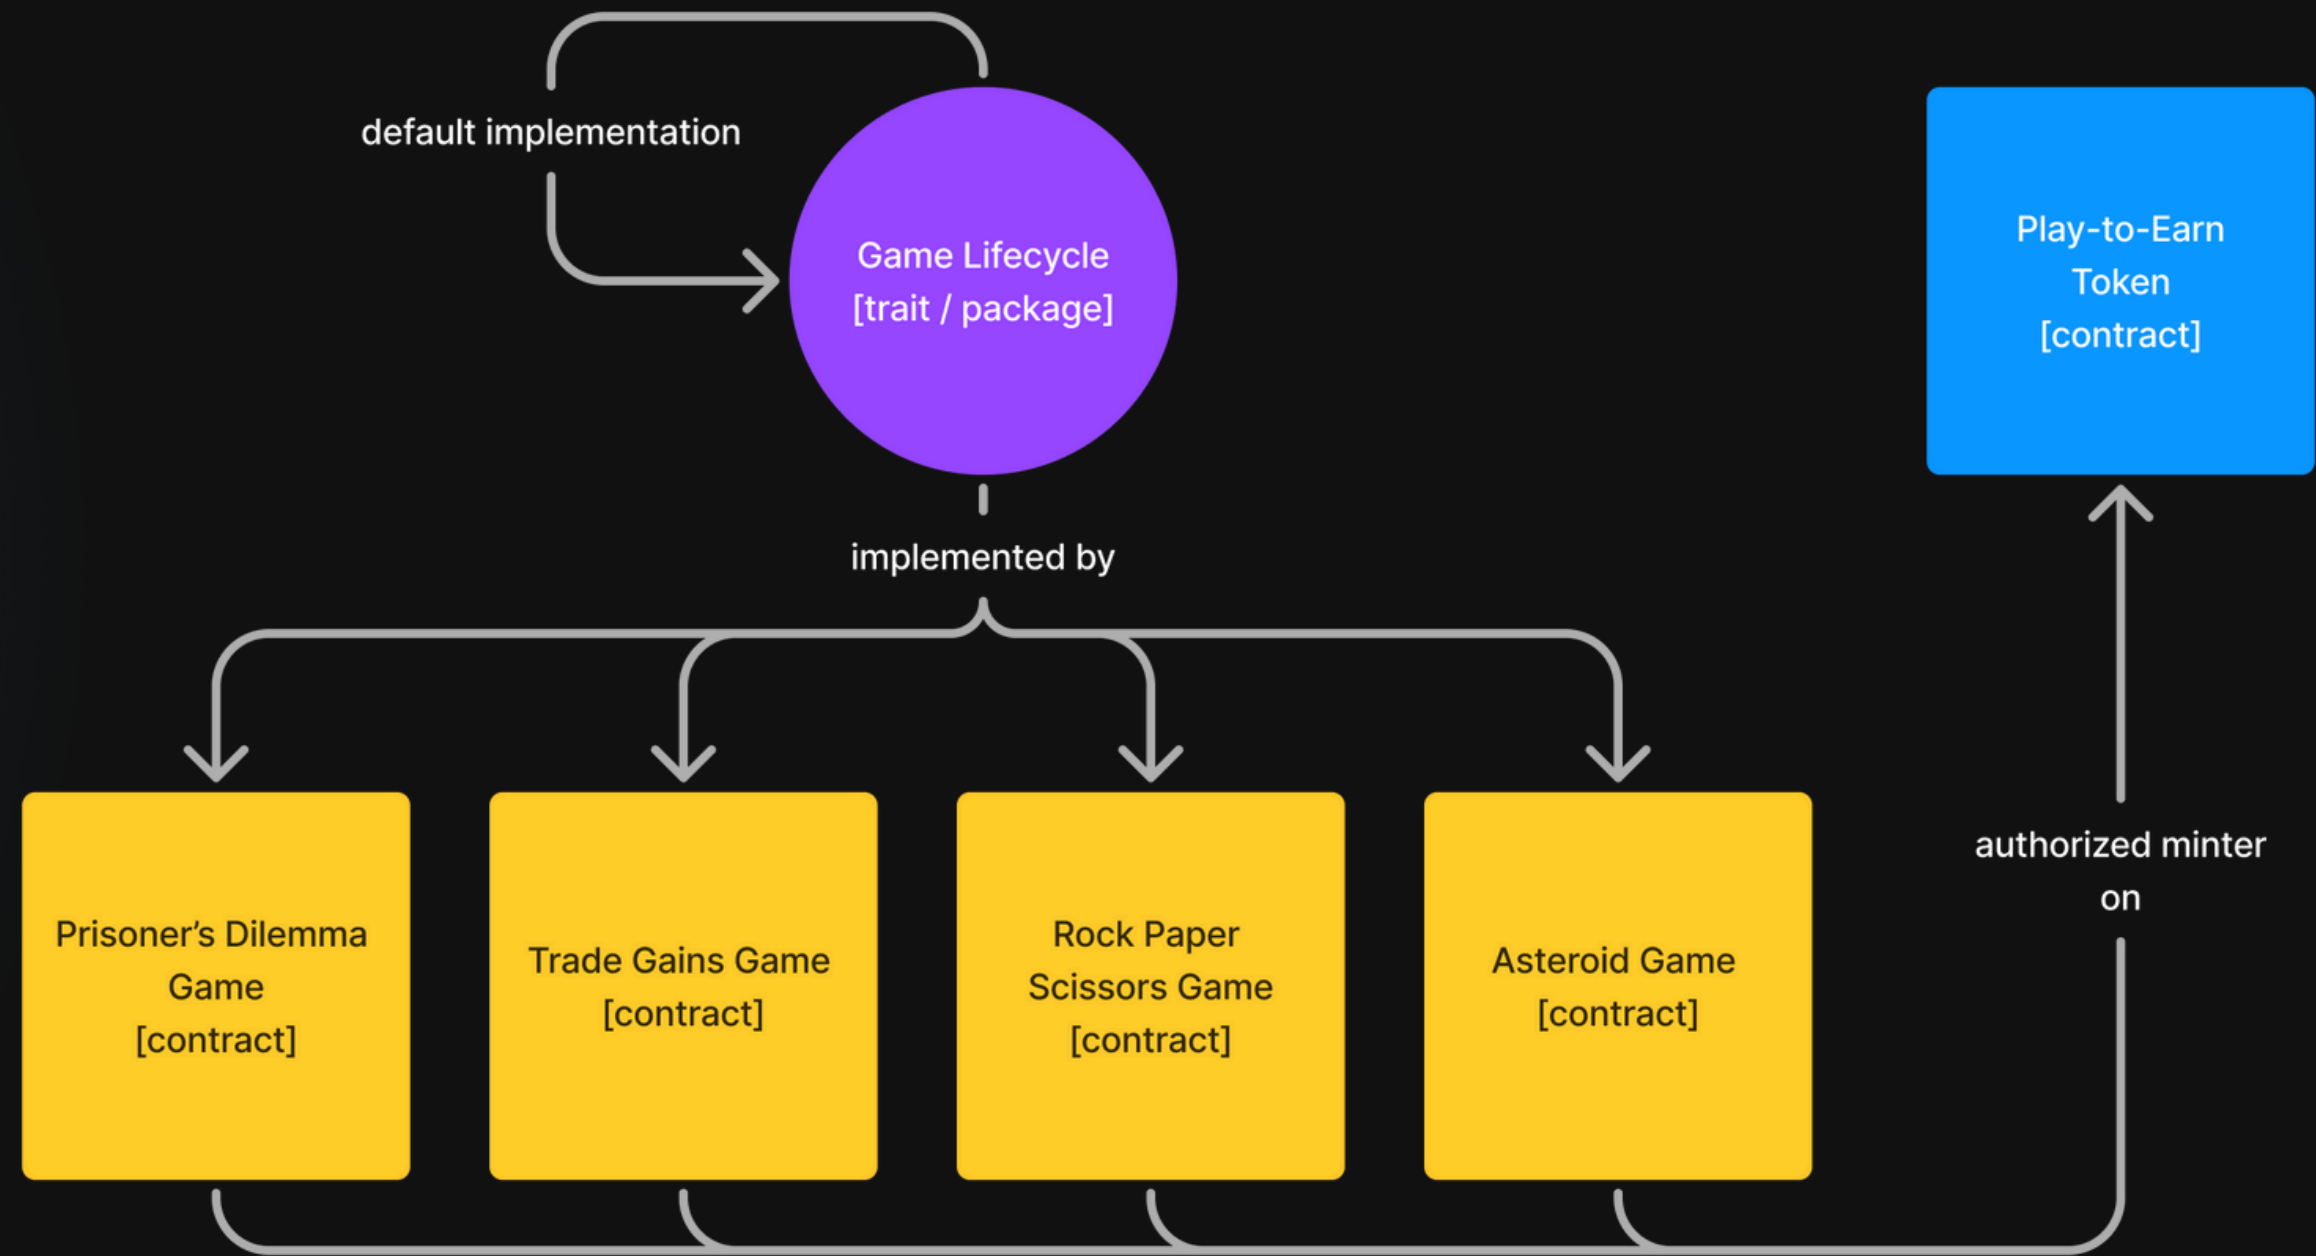 default implementation
Game Lifecycle
[trait / package]
Play-to-Earn
Token
[contract]
implemented by
Prisoner’s Dilemma
Game
[contract]
Trade Gains Game
[contract]
Rock Paper
Scissors Game
[contract]
Asteroid Game
[contract]
authorized minter
on